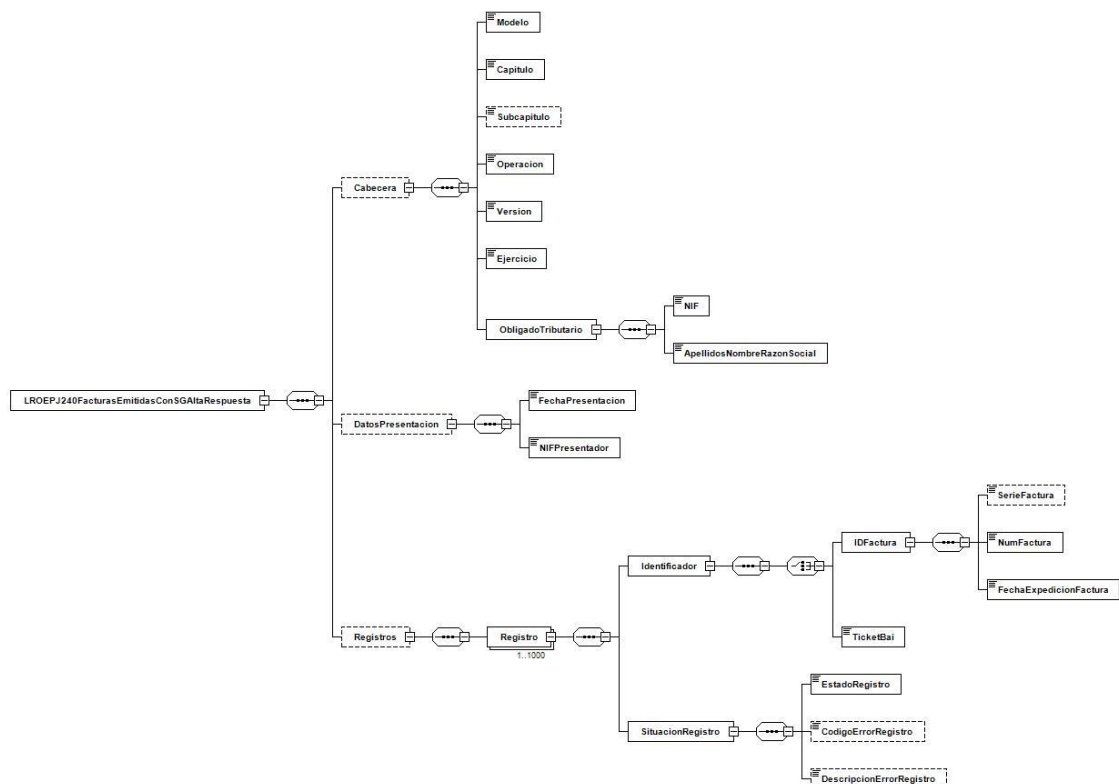 Modelo
Capitulo
Subcapitulo
Operacion
Cabecera
Version
Ejercicio
NIF
ObligadoTributario
ApellidosNombreRazonSocial
LROEPJ240FacturasEmitidasConSGAltaRespuesta
FechaPresentacion
DatosPresentacion
NIFPresentador
SerieFactura
IDFactura
NumFactura
Identificador
FechaExpedicionFactura
Registros
Registro
1..1000
TicketBai
EstadoRegistro
SituacionRegistro
CodigoErrorRegistro
DescripcionErrorRegistro